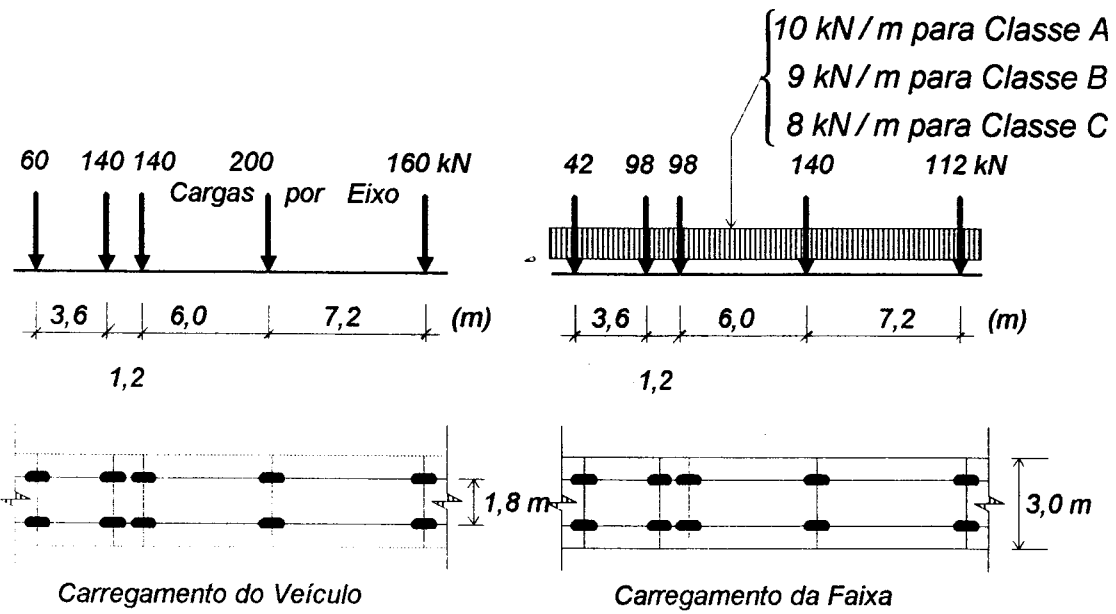 10 kN / m para Classe A
9 kN / m para Classe B
8 kN / m para Classe C
60 140 140 200 160 kN
Cargas por Eixo
3,6 6,0 7,2 (m)
1,2
42 98 98 140 112 kN
3,6 6,0 7,2 (m)
1,2
1,8 m
3,0 m
Carregamento do Veículo
Carregamento da Faixa